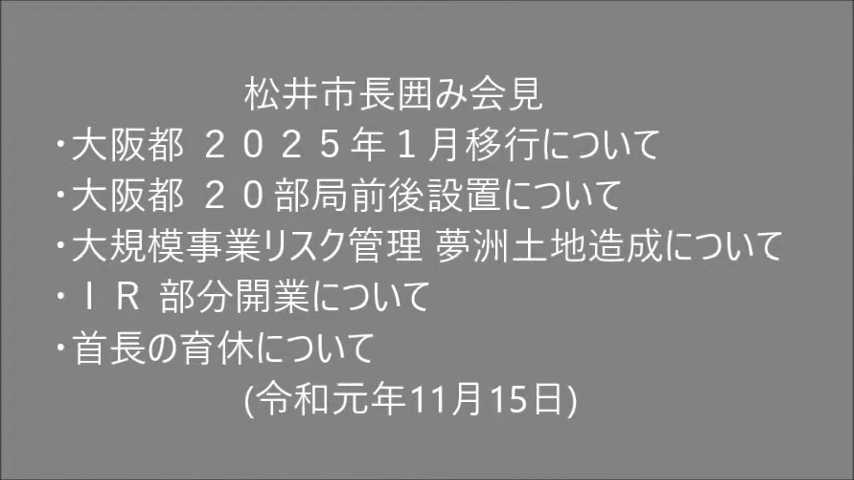 松井市長囲み会見
・大阪都 ２０２５年１月移行について
・大阪都 ２０部局前後設置について
・大規模事業リスク管理 夢洲土地造成について
・ＩＲ 部分開業について
・首長の育休について
(令和元年11月15日)